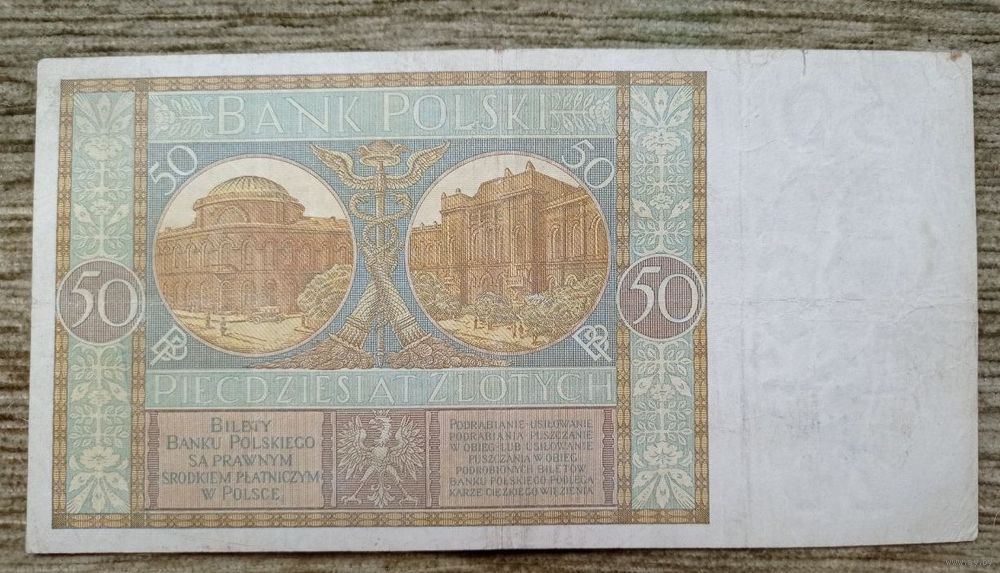 BANK POLSKI
50
50
50
50
PIĘĆDZIESIĄT ZŁOTYCH
BILETY
BANKU POLSKIEGO
SĄ PRAWNYM
ŚRODKIEM PŁATNICZYM
W POLSCE
PODRABIANIE-USIŁOWANIE
PODRABIANIA PUSZCZANIE
W OBIEG-LUB USIŁOWANIE
PUSZCZANIA W OBIEG
PODROBIONYCH BILETÓW
BANKU POLSKIEGO PODLEGA
KARZE CIĘŻKIEGO WIĘZIENIA